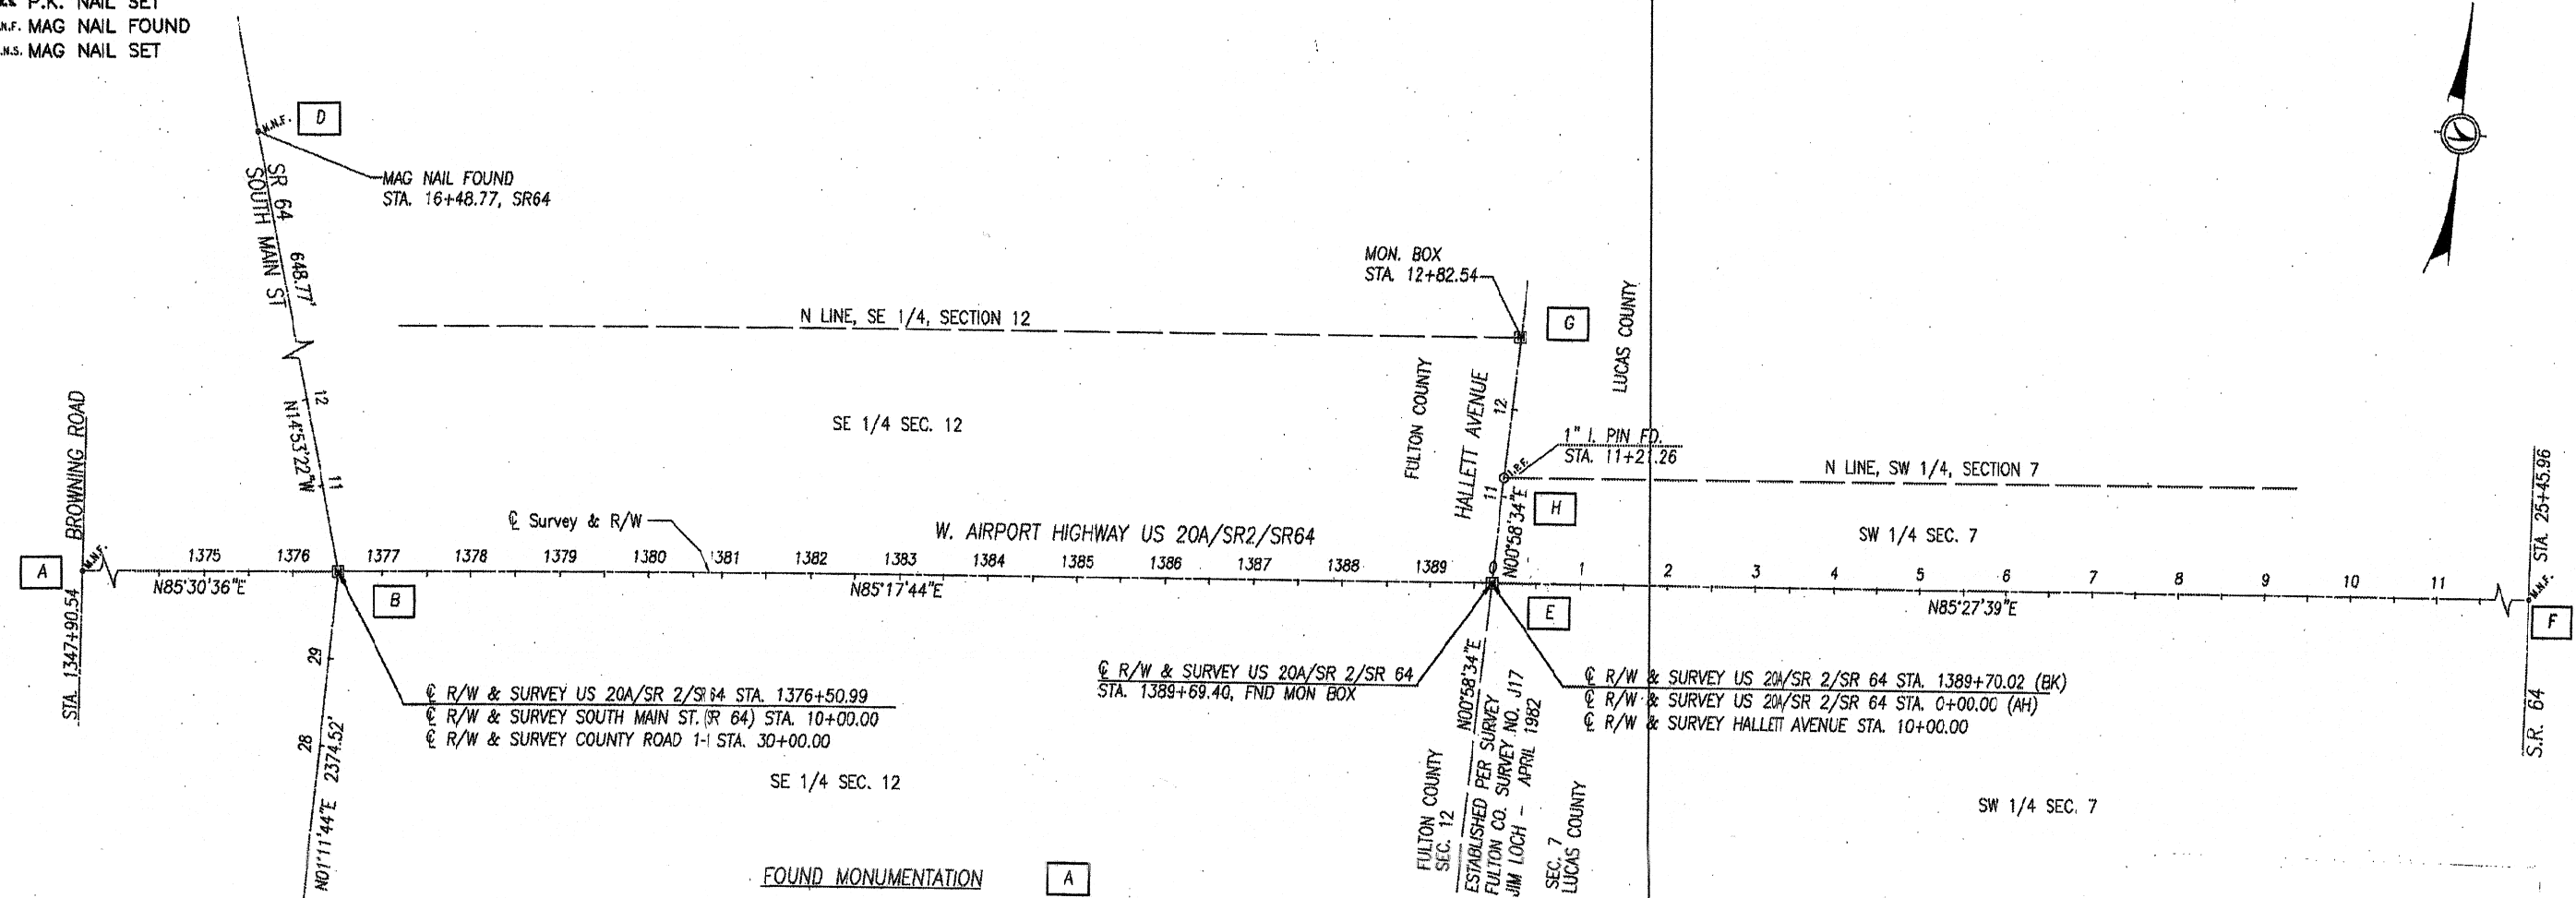 P.K. NAIL SET
M.N.F. MAG NAIL FOUND
M.N.S. MAG NAIL SET
M.N.F.
D
MAG NAIL FOUND
STA. 16+48.77, SR64
SR 64
SOUTH MAIN ST
648.77'
MON. BOX
STA. 12+82.54
G
N LINE, SE 1/4, SECTION 12
FULTON COUNTY
LUCAS COUNTY
HALLETT AVENUE
12
11
N14°53'22"W
SE 1/4 SEC. 12
12
11
1" I. PIN FD.
STA. 11+21.26
I.P.F.
N LINE, SW 1/4, SECTION 7
H
N00°58'34"E
SW 1/4 SEC. 7
BROWNING ROAD
STA. 1347+90.54
A
M.N.F.
℄ Survey & R/W
W. AIRPORT HIGHWAY US 20A/SR2/SR64
1375 1376 1377 1378 1379 1380 1381 1382 1383 1384 1385 1386 1387 1388 1389 0 1 2 3 4 5 6 7 8 9 10 11
N85°30'36"E
N85°17'44"E
N85°27'39"E
B
E
F
M.N.F.
STA. 25+45.96
S.R. 64
29
28
N01°11'44"E 2374.52'
℄ R/W & SURVEY US 20A/SR 2/SR 64 STA. 1376+50.99
℄ R/W & SURVEY SOUTH MAIN ST. (SR 64) STA. 10+00.00
℄ R/W & SURVEY COUNTY ROAD 1-1 STA. 30+00.00
℄ R/W & SURVEY US 20A/SR 2/SR 64
STA. 1389+69.40, FND MON BOX
℄ R/W & SURVEY US 20A/SR 2/SR 64 STA. 1389+70.02 (BK)
℄ R/W & SURVEY US 20A/SR 2/SR 64 STA. 0+00.00 (AH)
℄ R/W & SURVEY HALLETT AVENUE STA. 10+00.00
SE 1/4 SEC. 12
FULTON COUNTY
SEC. 12
N00°58'34"E
ESTABLISHED PER SURVEY
FULTON CO. SURVEY NO. J17
JIM LOCH - APRIL 1982
SEC. 7
LUCAS COUNTY
SW 1/4 SEC. 7
FOUND MONUMENTATION
A